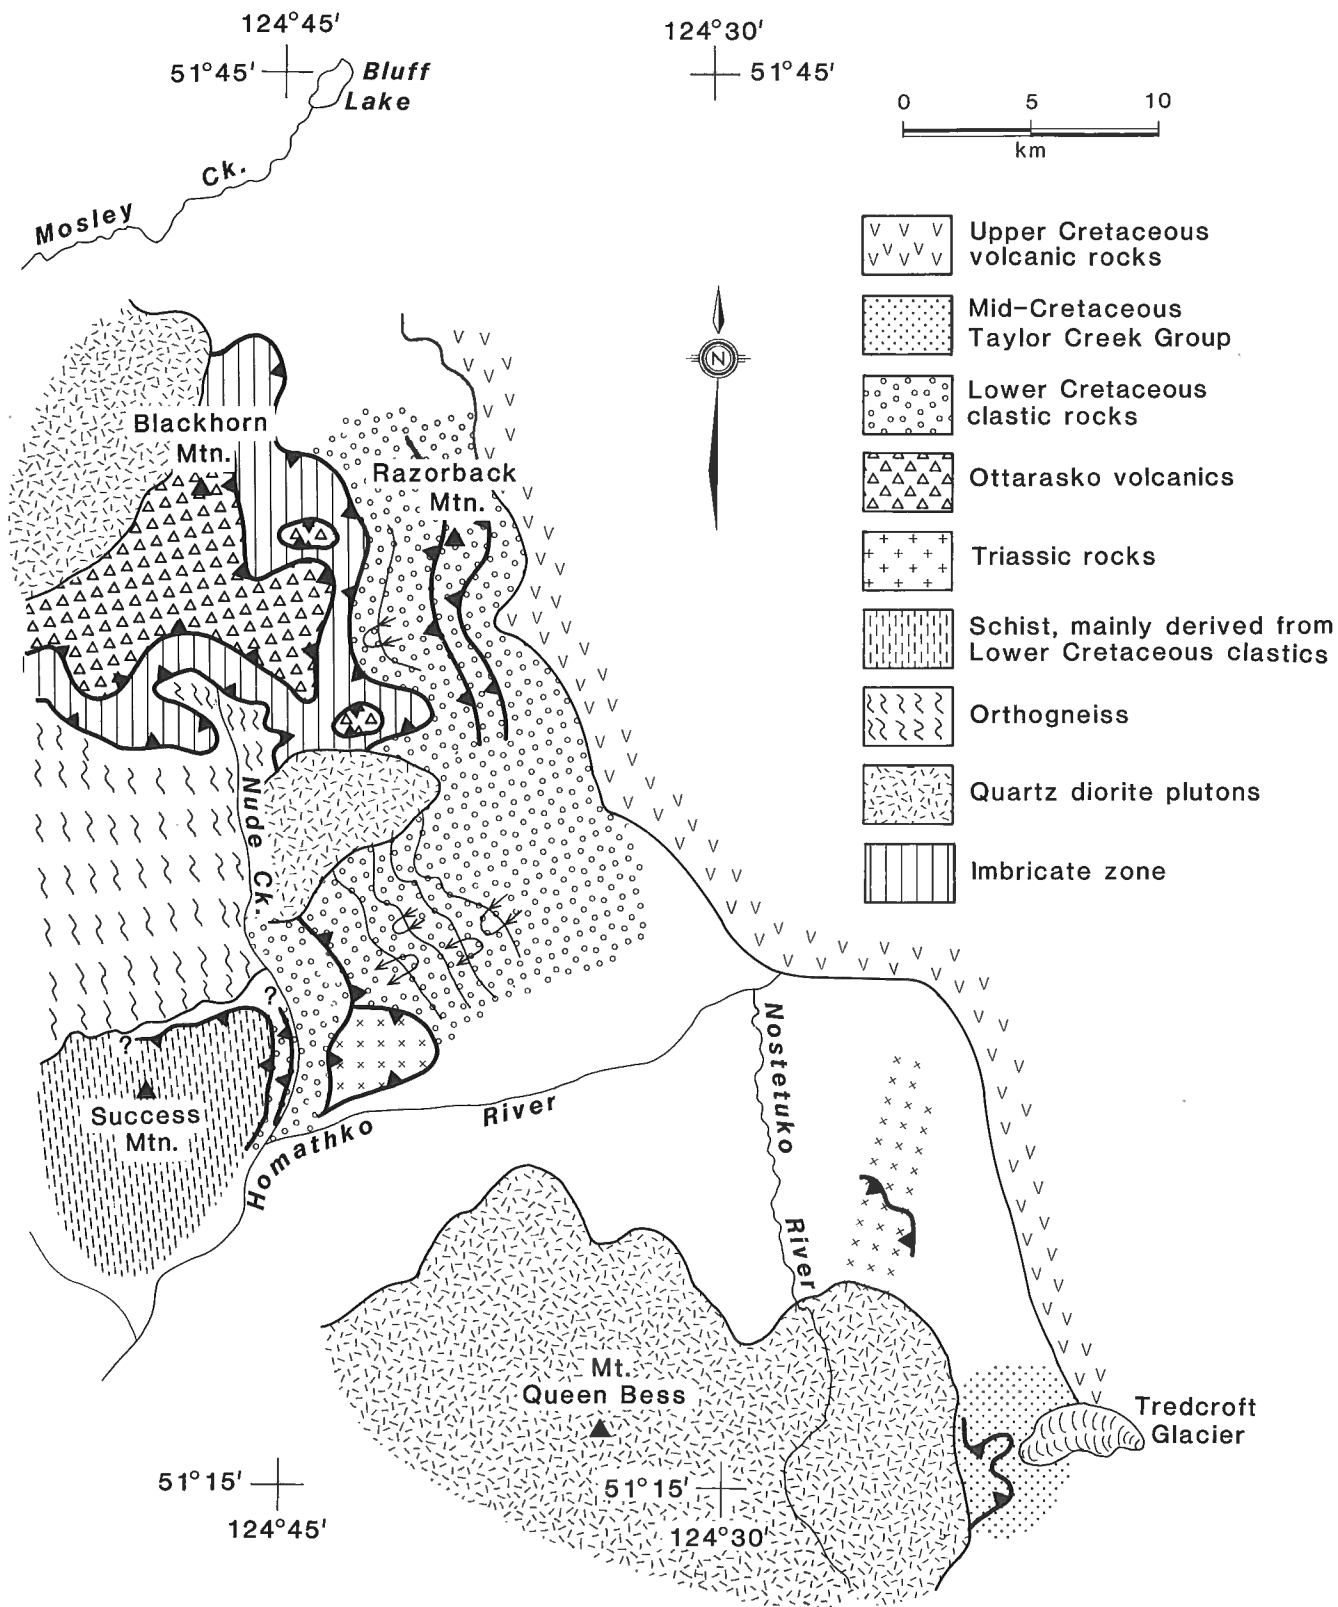 124°45'
124°30'
51°45'
51°45'
Bluff
Lake
0 5 10
km
Mosley Ck.
Upper Cretaceous
volcanic rocks
Mid-Cretaceous
Taylor Creek Group
N
Lower Cretaceous
clastic rocks
Blackhorn
Mtn.
Razorback
Mtn.
Ottarasko volcanics
Triassic rocks
Schist, mainly derived from
Lower Cretaceous clastics
Orthogneiss
Quartz diorite plutons
Imbricate zone
Nude Ck.
?
?
Success
Mtn.
Homathko River
Nostetuko River
Mt.
Queen Bess
Tredcroft
Glacier
51°15'
51°15'
124°45'
124°30'